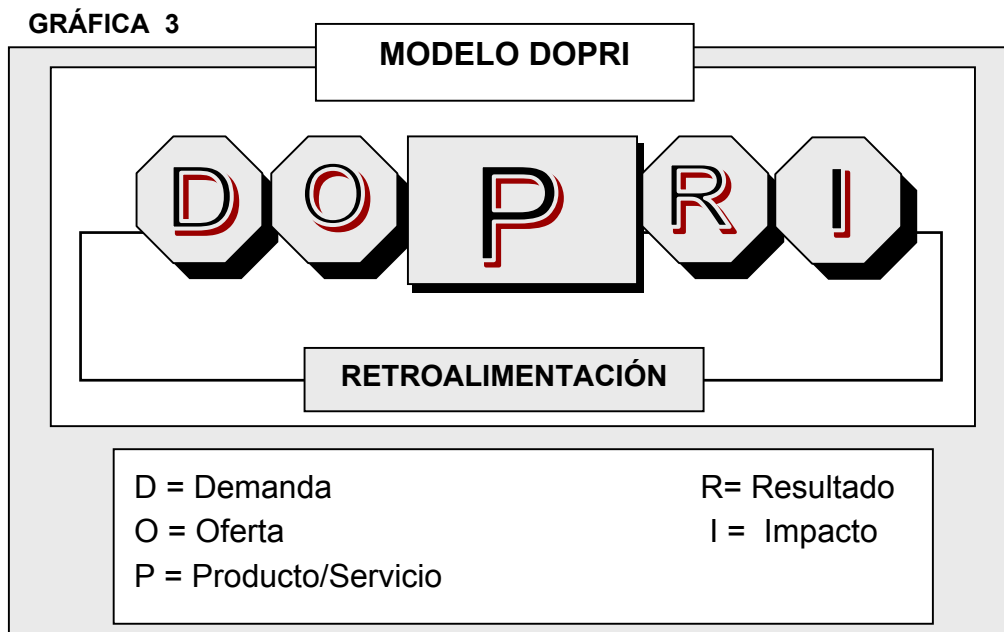 GRÁFICA 3
MODELO DOPRI
D O P R I
RETROALIMENTACIÓN
D = Demanda
R= Resultado
O = Oferta
I = Impacto
P = Producto/Servicio